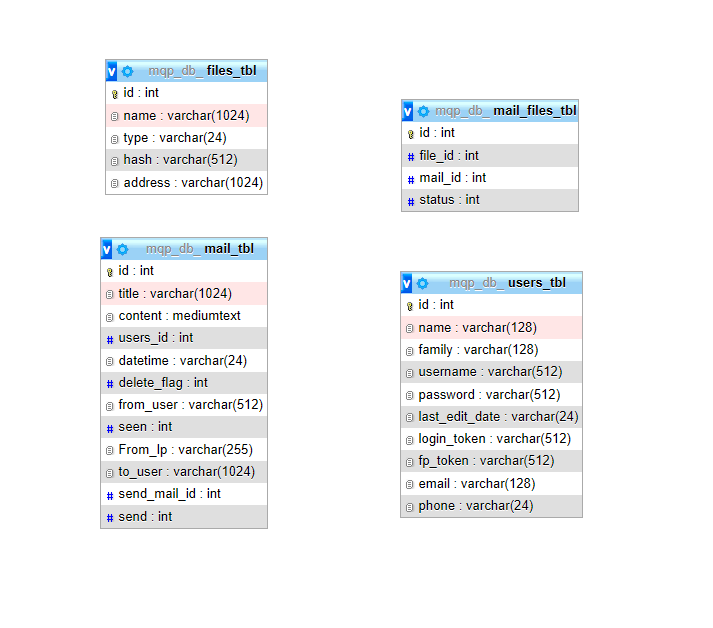 v mqp_db_ files_tbl
id : int
name : varchar(1024)
type : varchar(24)
hash : varchar(512)
address : varchar(1024)
v mqp_db_ mail_files_tbl
id : int
# file_id : int
# mail_id : int
# status : int
v mqp_db_ mail_tbl
id : int
title : varchar(1024)
content : mediumtext
# users_id : int
datetime : varchar(24)
# delete_flag : int
from_user : varchar(512)
# seen : int
From_Ip : varchar(255)
to_user : varchar(1024)
# send_mail_id : int
# send : int
v mqp_db_ users_tbl
id : int
name : varchar(128)
family : varchar(128)
username : varchar(512)
password : varchar(512)
last_edit_date : varchar(24)
login_token : varchar(512)
fp_token : varchar(512)
email : varchar(128)
phone : varchar(24)